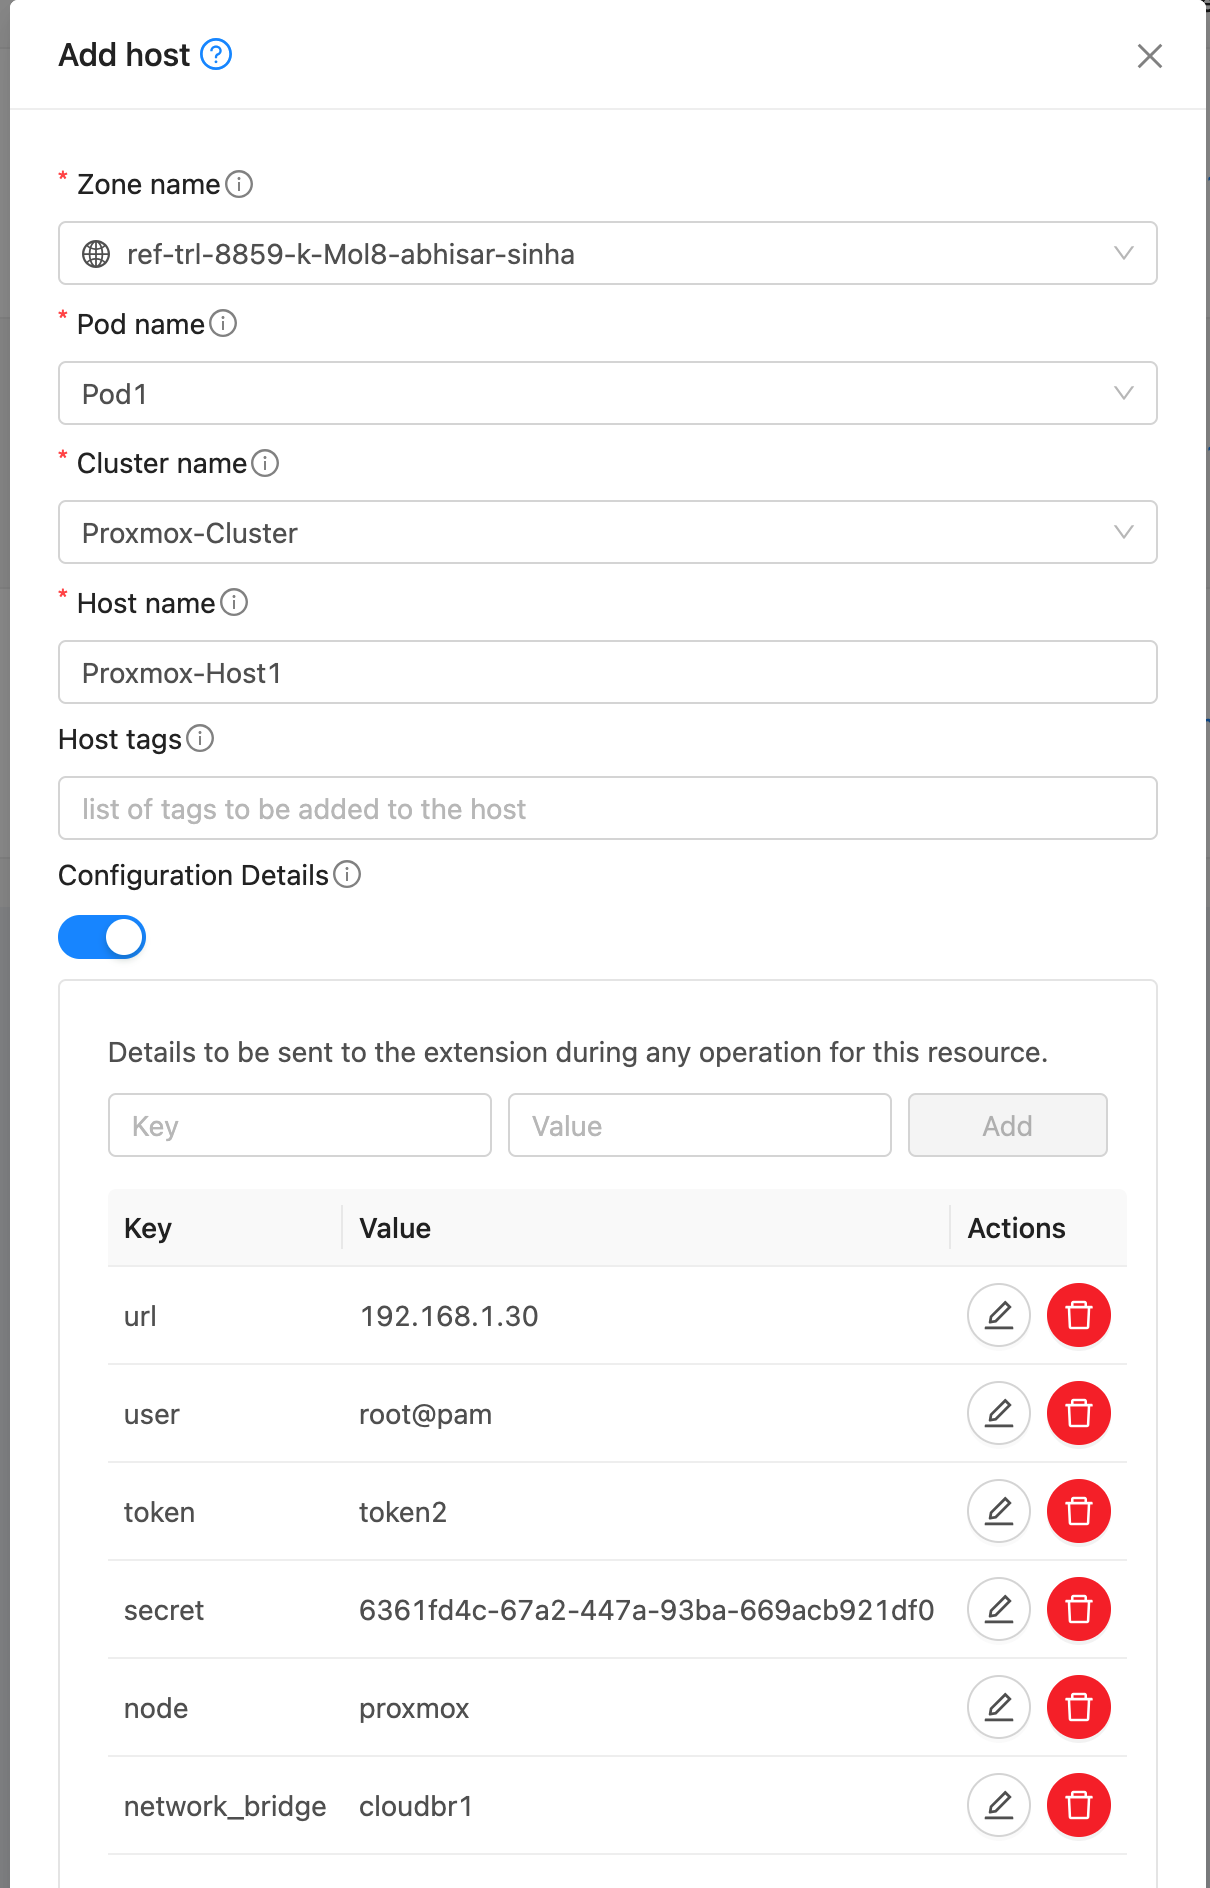 Add host
* Zone name
ref-trl-8859-k-Mol8-abhisar-sinha
* Pod name
Pod1
* Cluster name
Proxmox-Cluster
* Host name
Proxmox-Host1
Host tags
list of tags to be added to the host
Configuration Details
Details to be sent to the extension during any operation for this resource.
Key Value Add
Key Value Actions
url 192.168.1.30
user root@pam
token token2
secret 6361fd4c-67a2-447a-93ba-669acb921df0
node proxmox
network_bridge cloudbr1